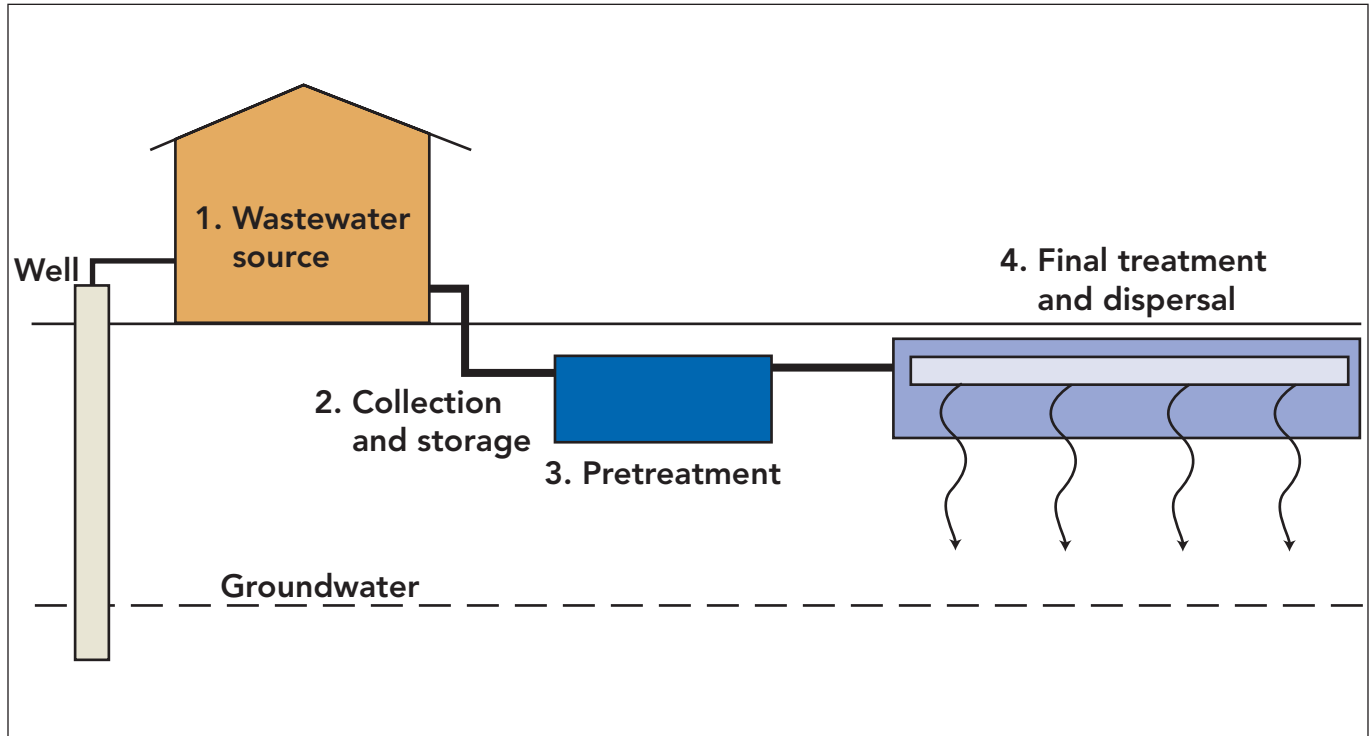 1. Wastewater
source
Well
4. Final treatment
and dispersal
2. Collection
and storage
3. Pretreatment
Groundwater